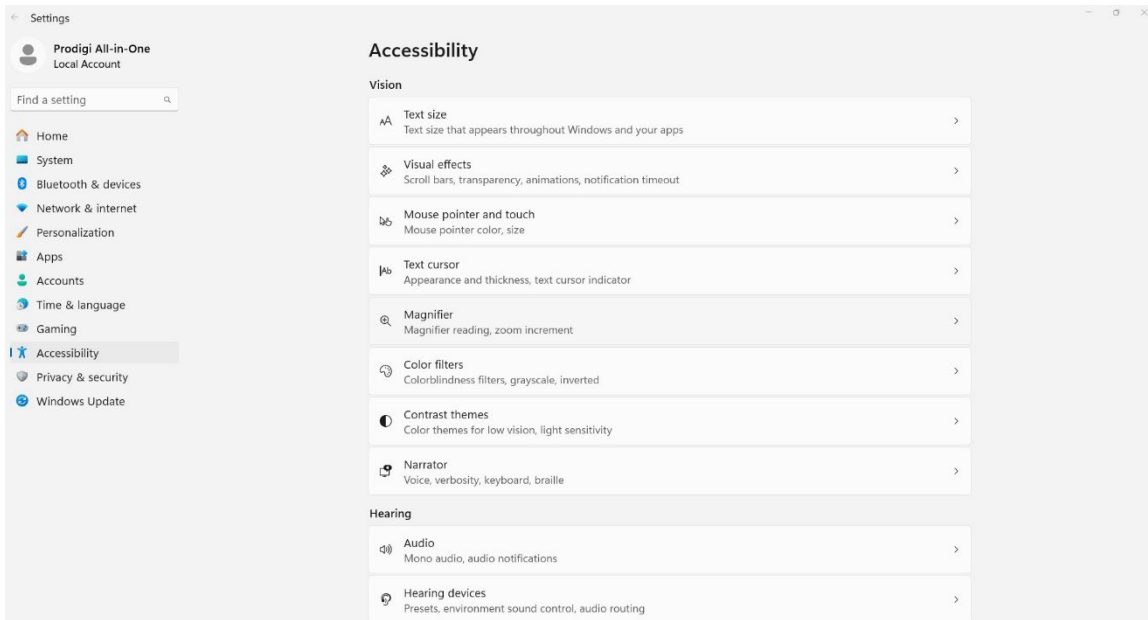 Settings
Prodigi All-in-One
Local Account
Find a setting
Home
System
Bluetooth & devices
Network & internet
Personalization
Apps
Accounts
Time & language
Gaming
Accessibility
Privacy & security
Windows Update
Accessibility
Vision
Text size
Text size that appears throughout Windows and your apps
Visual effects
Scroll bars, transparency, animations, notification timeout
Mouse pointer and touch
Mouse pointer color, size
Text cursor
Appearance and thickness, text cursor indicator
Magnifier
Magnifier reading, zoom increment
Color filters
Colorblindness filters, grayscale, inverted
Contrast themes
Color themes for low vision, light sensitivity
Narrator
Voice, verbosity, keyboard, braille
Hearing
Audio
Mono audio, audio notifications
Hearing devices
Presets, environment sound control, audio routing